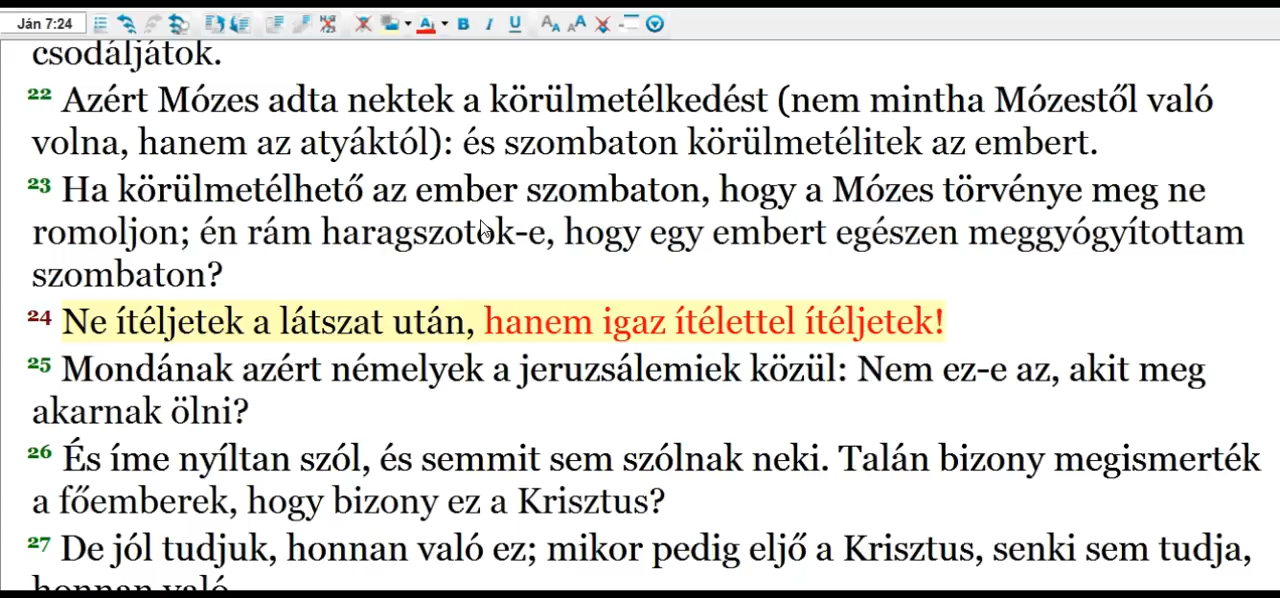 Ján 7:24
csodáljátok.
22 Azért Mózes adta nektek a körülmetélkedést (nem mintha Mózestől való
volna, hanem az atyáktól): és szombaton körülmetélitek az embert.
23 Ha körülmetélhető az ember szombaton, hogy a Mózes törvénye meg ne
romoljon; én rám haragszotok-e, hogy egy embert egészen meggyógyítottam
szombaton?
24 Ne ítéljetek a látszat után, hanem igaz ítélettel ítéljetek!
25 Mondának azért némelyek a jeruzsálemiek közül: Nem ez-e az, akit meg
akarnak ölni?
26 És íme nyíltan szól, és semmit sem szólnak neki. Talán bizony megismerték
a főemberek, hogy bizony ez a Krisztus?
27 De jól tudjuk, honnan való ez; mikor pedig eljő a Krisztus, senki sem tudja,
honnan való